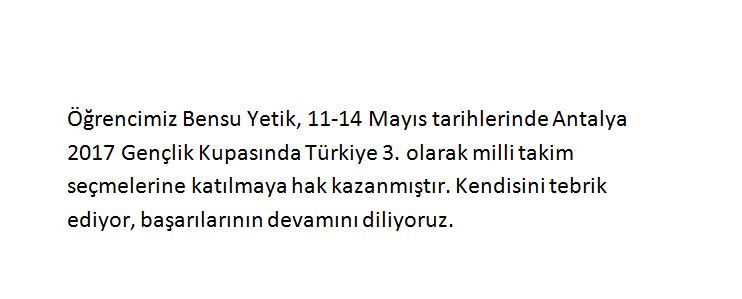 Öğrencimiz Bensu Yetik, 11-14 Mayıs tarihlerinde Antalya
2017 Gençlik Kupasında Türkiye 3. olarak milli takim
seçmelerine katılmaya hak kazanmıştır. Kendisini tebrik
ediyor, başarılarının devamını diliyoruz.